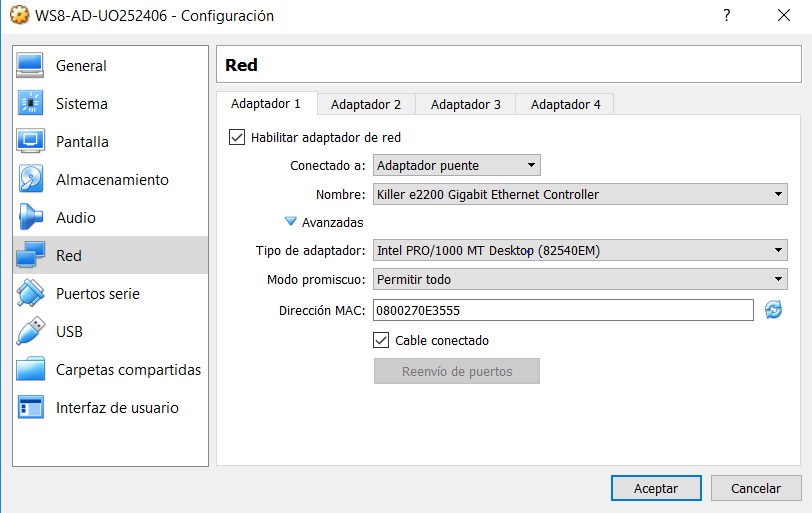 WS8-AD-UO252406 - Configuración
?
General
Sistema
Pantalla
Almacenamiento
Audio
Red
Puertos serie
USB
Carpetas compartidas
Interfaz de usuario
Red
Adaptador 1 Adaptador 2 Adaptador 3 Adaptador 4
Habilitar adaptador de red
Conectado a: Adaptador puente
Nombre: Killer e2200 Gigabit Ethernet Controller
Avanzadas
Tipo de adaptador: Intel PRO/1000 MT Desktop (82540EM)
Modo promiscuo: Permitir todo
Dirección MAC: 0800270E3555
Cable conectado
Reenvío de puertos
Aceptar Cancelar